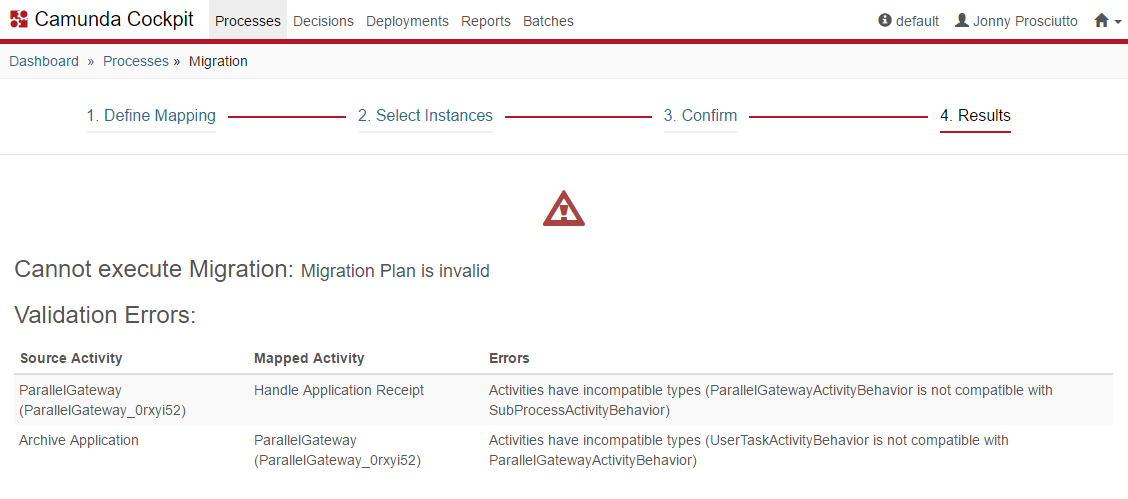 Camunda Cockpit Processes Decisions Deployments Reports Batches default Jonny Prosciutto
Dashboard » Processes » Migration
1. Define Mapping 2. Select Instances 3. Confirm 4. Results
Cannot execute Migration: Migration Plan is invalid
Validation Errors:
Source Activity Mapped Activity Errors
ParallelGateway Handle Application Receipt Activities have incompatible types (ParallelGatewayActivityBehavior is not compatible with
(ParallelGateway_0rxyi52) SubProcessActivityBehavior)
Archive Application ParallelGateway Activities have incompatible types (UserTaskActivityBehavior is not compatible with
(ParallelGateway_0rxyi52) ParallelGatewayActivityBehavior)